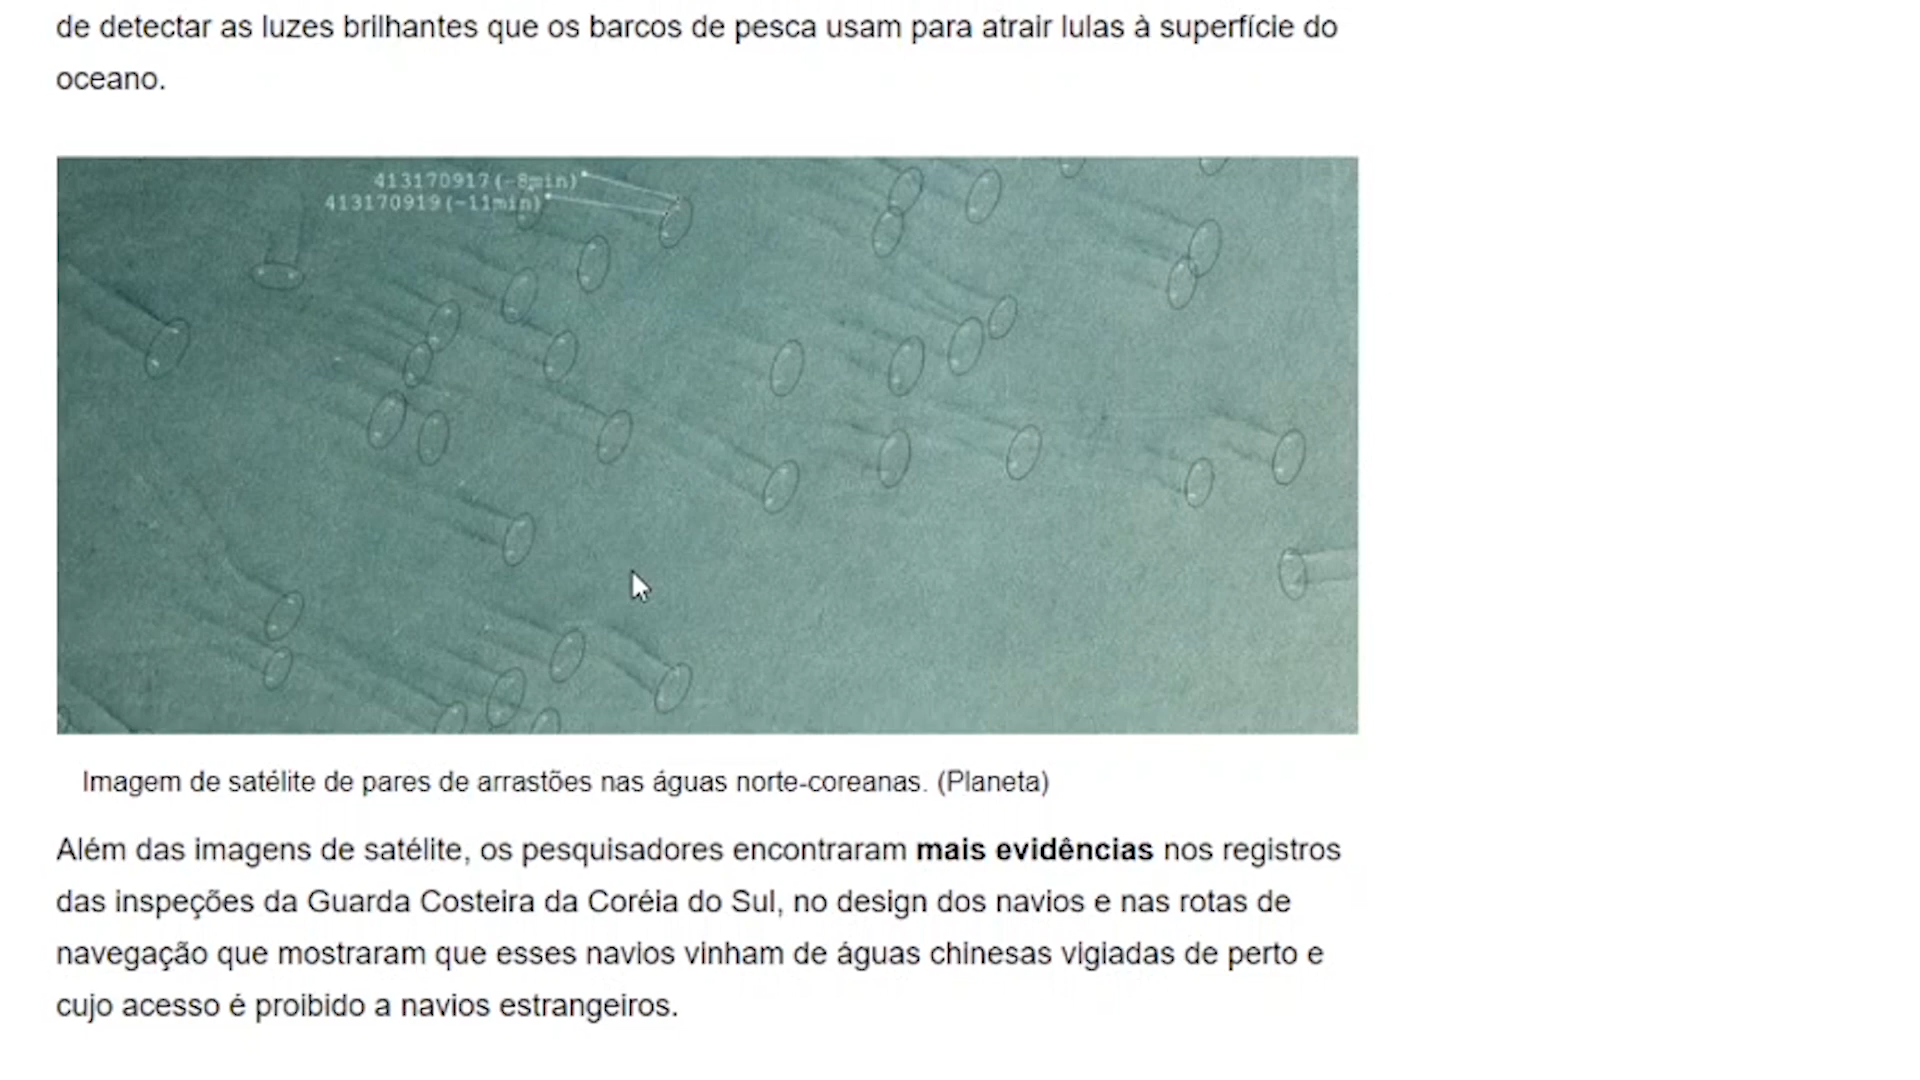 de detectar as luzes brilhantes que os barcos de pesca usam para atrair lulas à superfície do
oceano.
413170917(-8min)
413170919(-11min)
Imagem de satélite de pares de arrastões nas águas norte-coreanas. (Planeta)
Além das imagens de satélite, os pesquisadores encontraram mais evidências nos registros
das inspeções da Guarda Costeira da Coréia do Sul, no design dos navios e nas rotas de
navegação que mostraram que esses navios vinham de águas chinesas vigiadas de perto e
cujo acesso é proibido a navios estrangeiros.